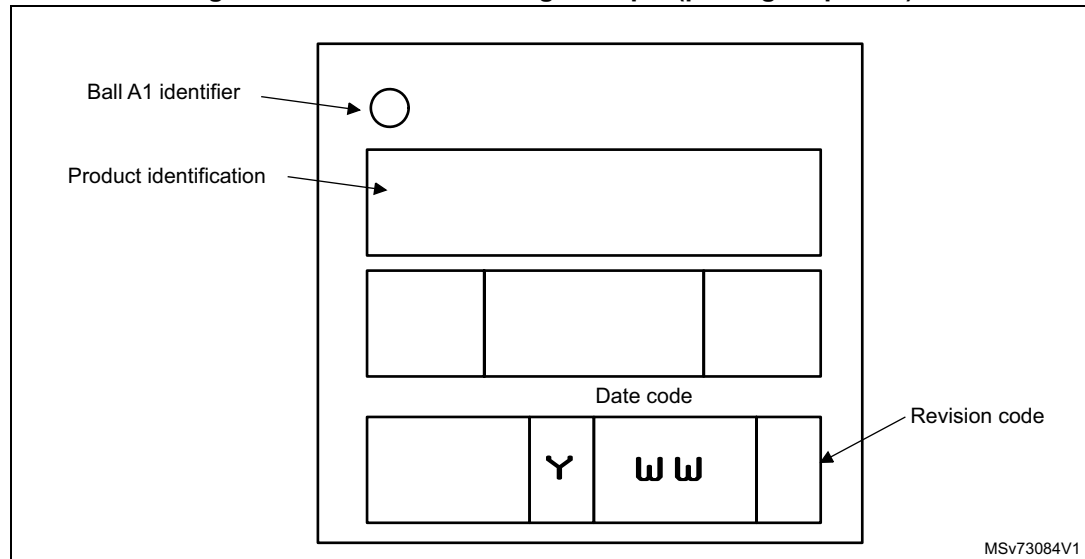 Ball A1 identifier
Product identification
Date code
Revision code
Y
WW
MSv73084V1